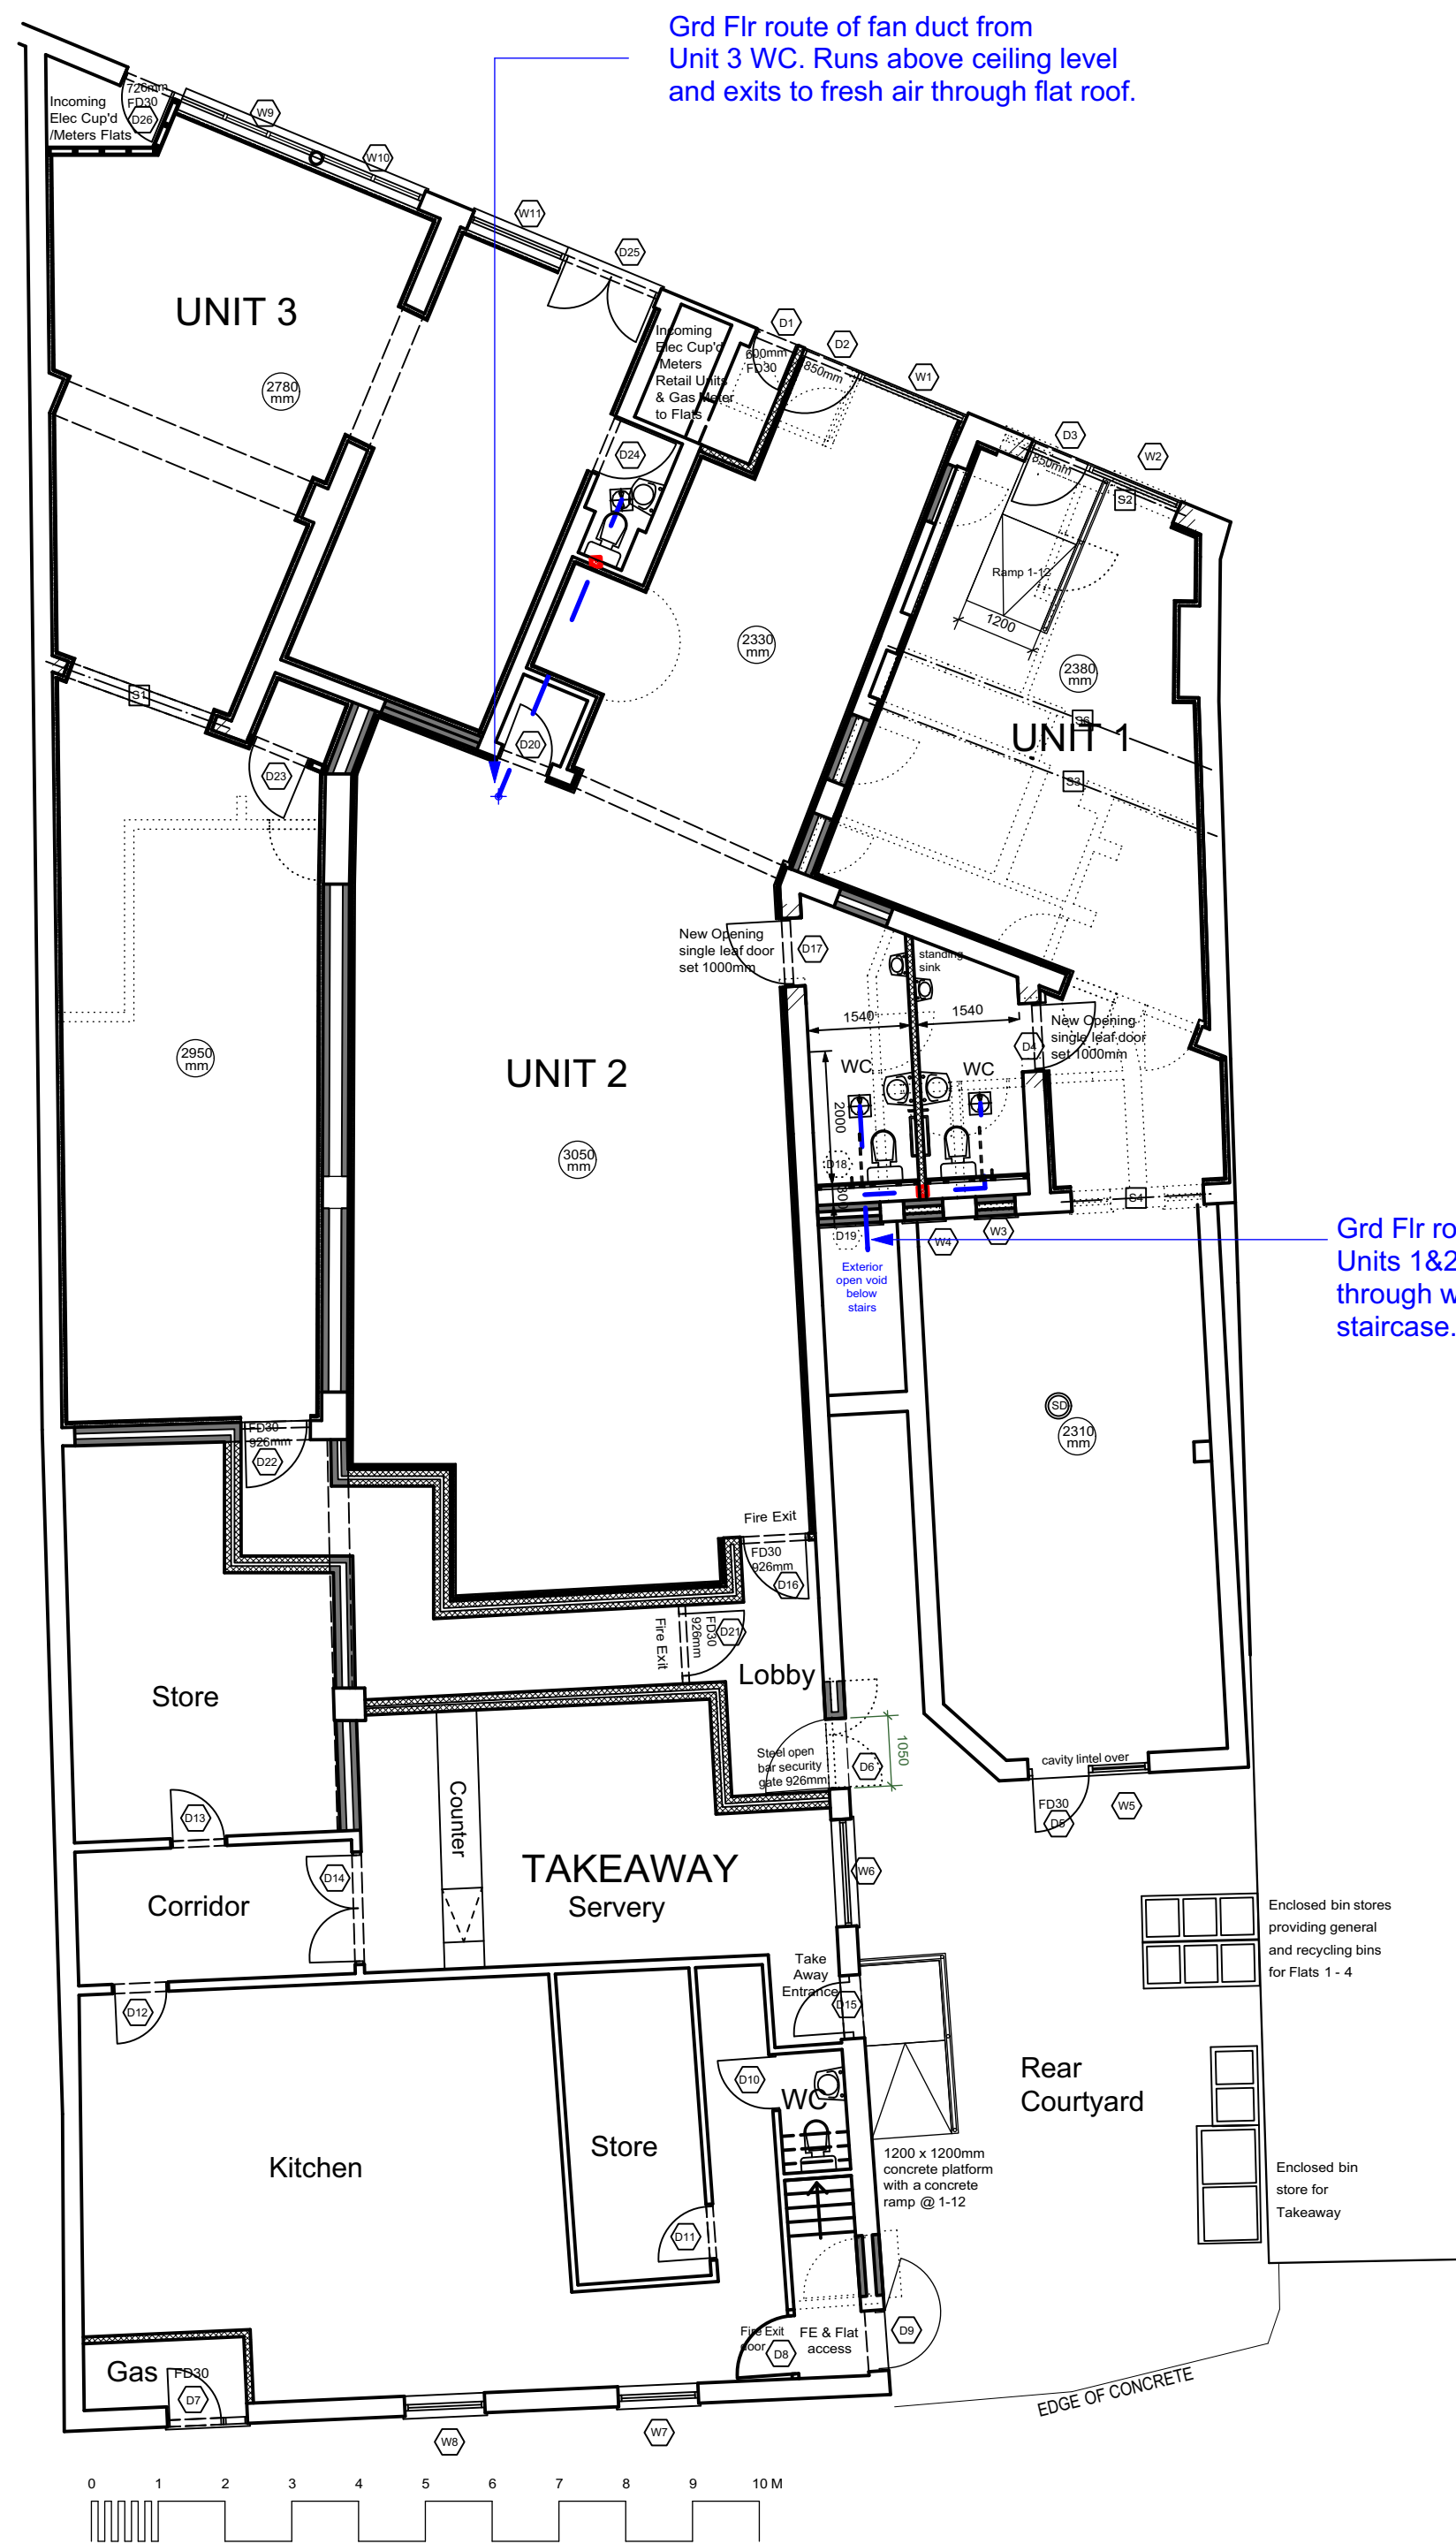 Grd Flr route of fan duct from
Unit 3 WC. Runs above ceiling level
and exits to fresh air through flat roof.
Incoming
Elec Cup'd
/Meters Flats
726mm
FD30
D26
W9
W10
W11
D25
UNIT 3
2780
mm
Incoming
Elec Cup'd
Meters
Retail Units
& Gas Meter
to Flats
D1
600mm
FD30
D2
850mm
W1
D3
850mm
W2
S2
D24
Ramp 1-12
1200
2330
mm
2380
mm
S1
S6
UNIT 1
S3
D20
D23
New Opening
single leaf door
set 1000mm
D17
standing
sink
1540
1540
New Opening
single leaf door
set 1000mm
D4
2950
mm
UNIT 2
WC
WC
2000
3050
mm
D18
D19
W4
W3
S4
Grd Flr ro
Units 1&2
through w
staircase.
Exterior
open void
below
stairs
SD
2310
mm
FD30
926mm
D22
Fire Exit
FD30
926mm
D16
Fire Exit
FD30
926mm
D21
Lobby
Store
Steel open
bar security
gate 926mm
D6
1050
cavity lintel over
FD30
D5
W5
Counter
D13
TAKEAWAY
Servery
W6
D14
Corridor
Enclosed bin stores
providing general
and recycling bins
for Flats 1 - 4
Take
Away
Entrance
D15
D12
Rear
Courtyard
D10
WC
Kitchen
Store
1200 x 1200mm
concrete platform
with a concrete
ramp @ 1-12
Enclosed bin
store for
Takeaway
D11
Fire Exit
door
D8
FE & Flat
access
D9
Gas
FD30
D7
EDGE OF CONCRETE
W8
W7
0 1 2 3 4 5 6 7 8 9 10 M